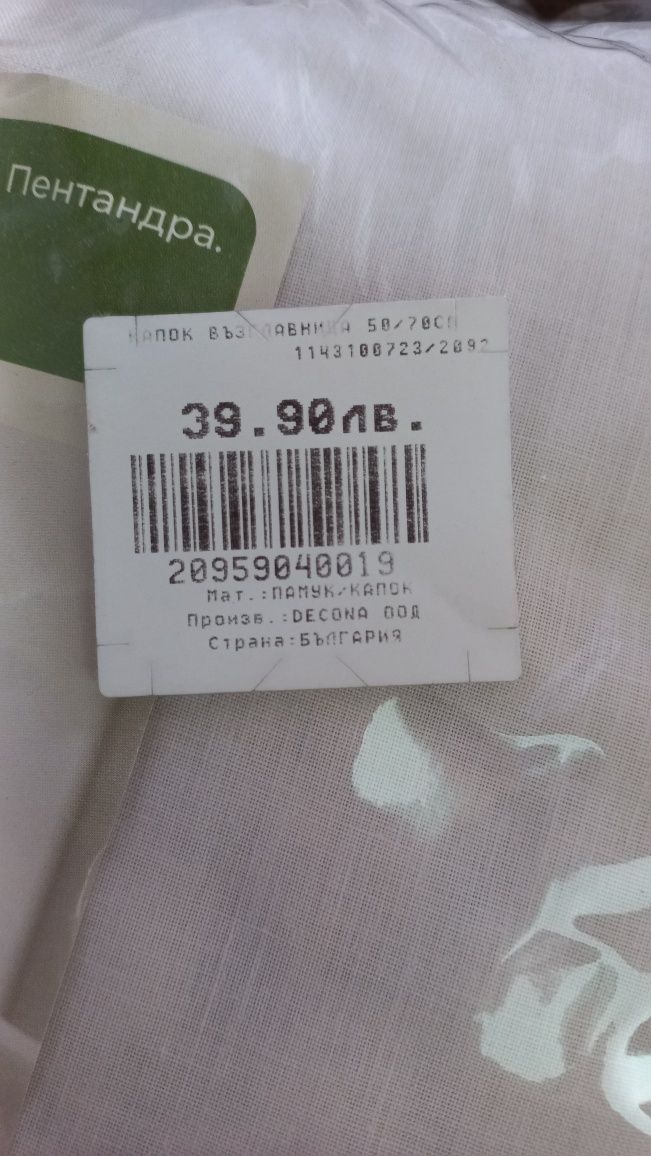 Пентандра.
КАПОК ВЪЗГЛАВНИЦА 50/70СМ
1143100723/2092
39.90лв.
20959040019
Мат.:ПАМУК/КАПОК
Произв.:DECONA ООД
Страна:БЪЛГАРИЯ